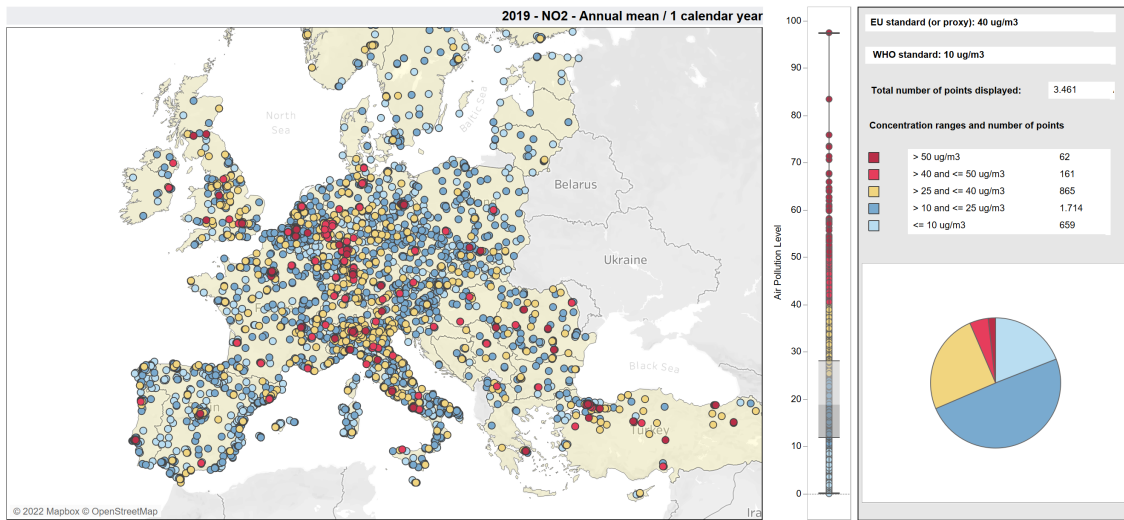 2019 - NO2 - Annual mean / 1 calendar year
North
Sea
Baltic Sea
Belarus
Ukraine
Black Sea
Turkey
Ira
© 2022 Mapbox © OpenStreetMap
Air Pollution Level
100
90
80
70
60
50
40
30
20
10
0
EU standard (or proxy): 40 ug/m3
WHO standard: 10 ug/m3
Total number of points displayed: 3.461
Concentration ranges and number of points
> 50 ug/m3 62
> 40 and <= 50 ug/m3 161
> 25 and <= 40 ug/m3 865
> 10 and <= 25 ug/m3 1.714
<= 10 ug/m3 659